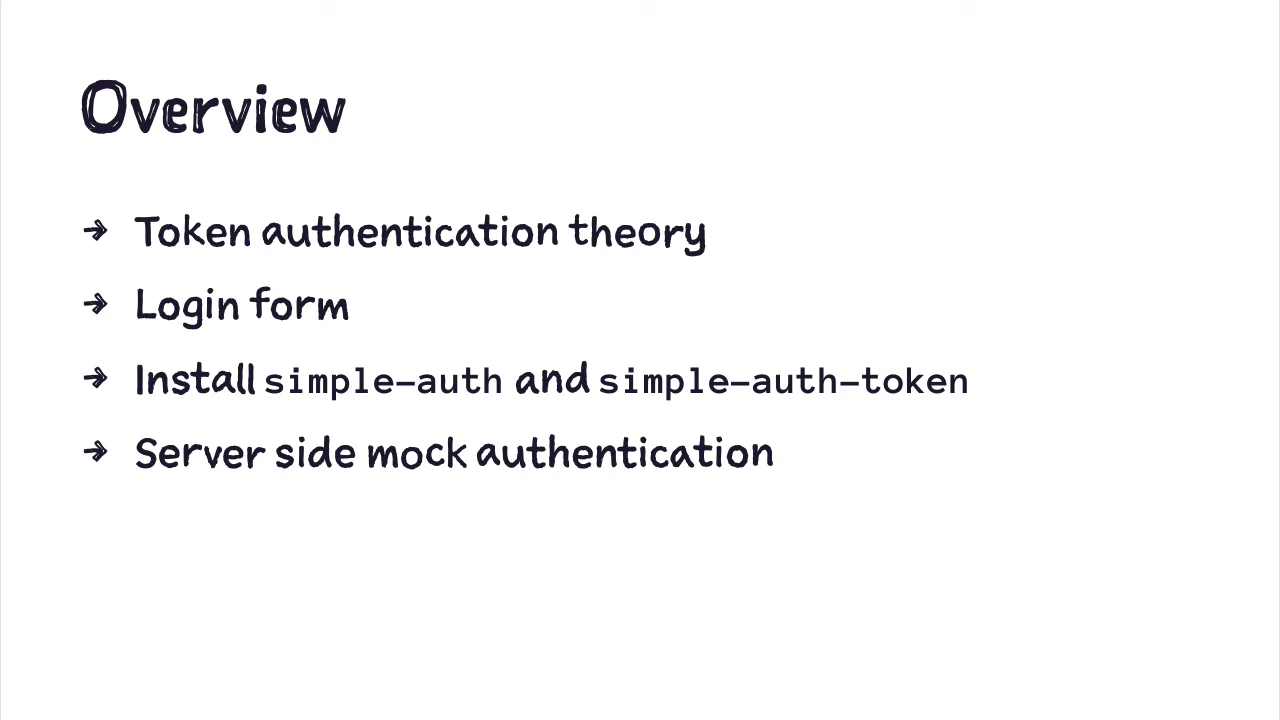 Overview
→ Token authentication theory
→ Login form
→ Install simple-auth and simple-auth-token
→ Server side mock authentication